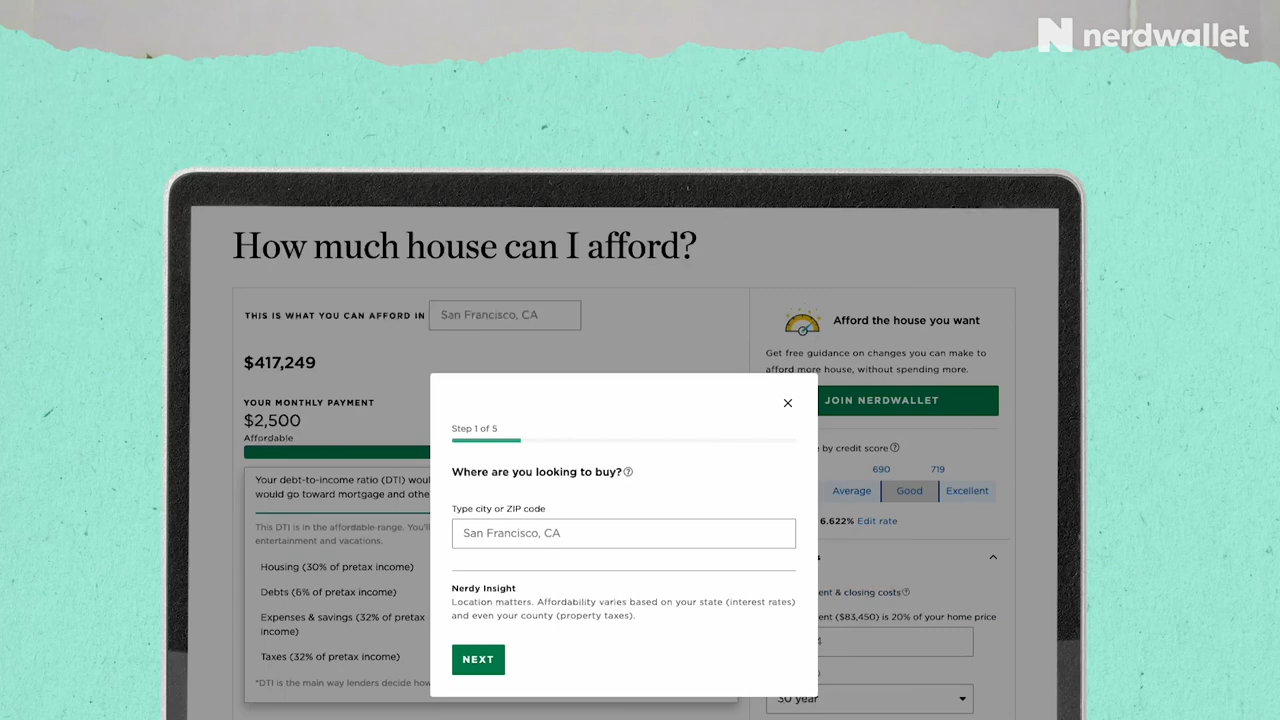 nerdwallet
How much house can I afford?
THIS IS WHAT YOU CAN AFFORD IN
San Francisco, CA
$417,249
YOUR MONTHLY PAYMENT
$2,500
Affordable
Your debt-to-income ratio (DTI)
would go toward mortgage and
This DTI is in the affordable range.
entertainment and vacations.
Housing (30% of pretax income)
Debts (6% of pretax income)
Expenses & savings (32% of pretax
income)
Taxes (32% of pretax income)
*DTI is the main way lenders decide
Step 1 of 5
Where are you looking to buy?
Type city or ZIP code
San Francisco, CA
Nerdy Insight
Location matters. Affordability varies based on your state (interest rates)
and even your county (property taxes).
NEXT
Afford the house you want
Get free guidance on changes you can make to
afford more house, without spending more.
JOIN NERDWALLET
by credit score
690 719
Average Good Excellent
6.622% Edit rate
& closing costs
($83,450) is 20% of your home price
30 year